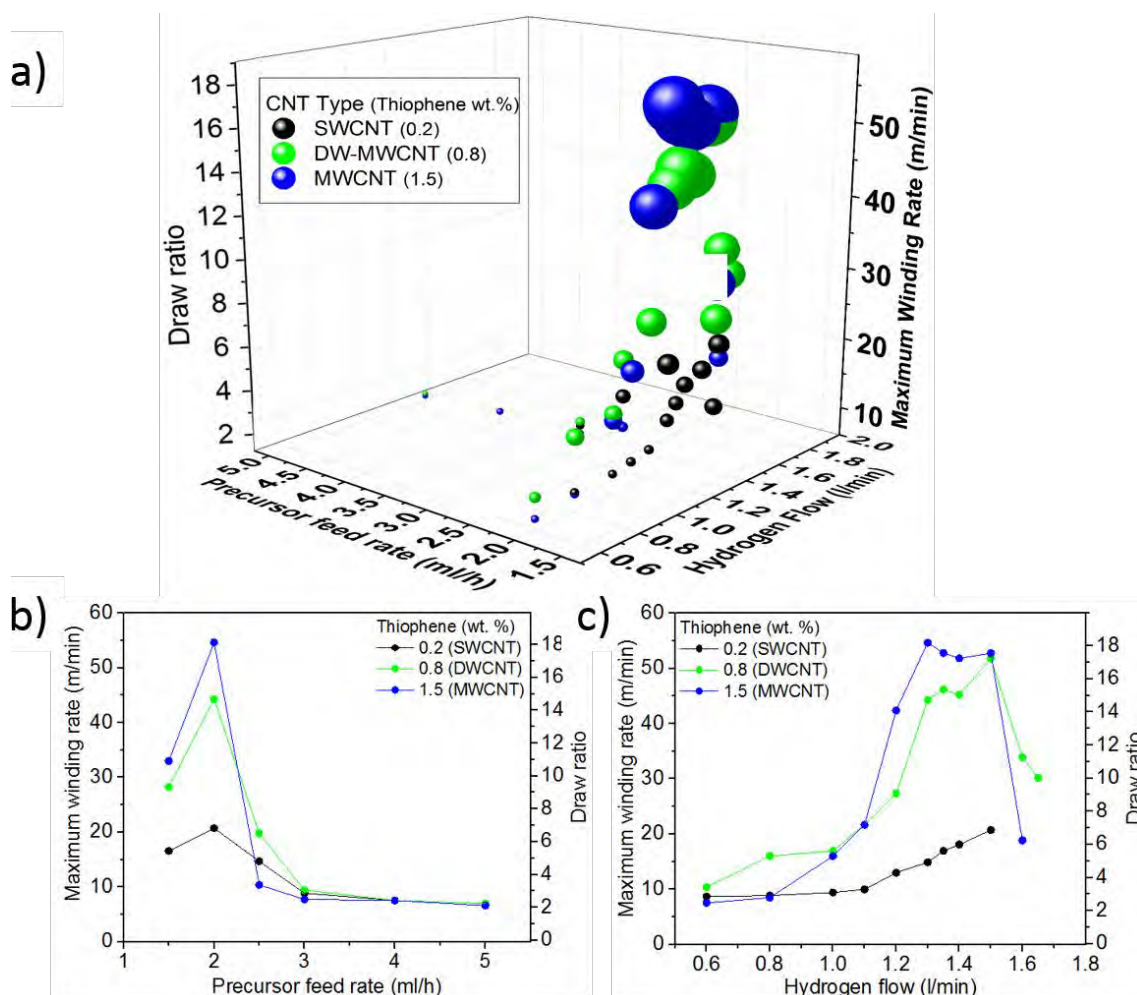 a)
CNT Type (Thiophene wt.%)
SWCNT (0.2)
DW-MWCNT (0.8)
MWCNT (1.5)
Draw ratio
18
16
14
12
10
8
6
4
2
5.0
4.5
4.0
3.5
3.0
2.5
2.0
1.5
Precursor feed rate (ml/h)
0.6
0.8
1.0
1.2
1.4
1.6
1.8
2.0
Hydrogen Flow (l/min)
50
40
30
20
10
Maximum Winding Rate (m/min)
b)
Thiophene (wt. %)
0.2 (SWCNT)
0.8 (DWCNT)
1.5 (MWCNT)
Maximum winding rate (m/min)
60
50
40
30
20
10
0
1 2 3 4 5
Precursor feed rate (ml/h)
18
16
14
12
10
8
6
4
2
0
Draw ratio
c)
Thiophene (wt. %)
0.2 (SWCNT)
0.8 (DWCNT)
1.5 (MWCNT)
Maximum winding rate (m/min)
60
50
40
30
20
10
0
0.6 0.8 1.0 1.2 1.4 1.6 1.8
Hydrogen flow (l/min)
18
16
14
12
10
8
6
4
2
0
Draw ratio